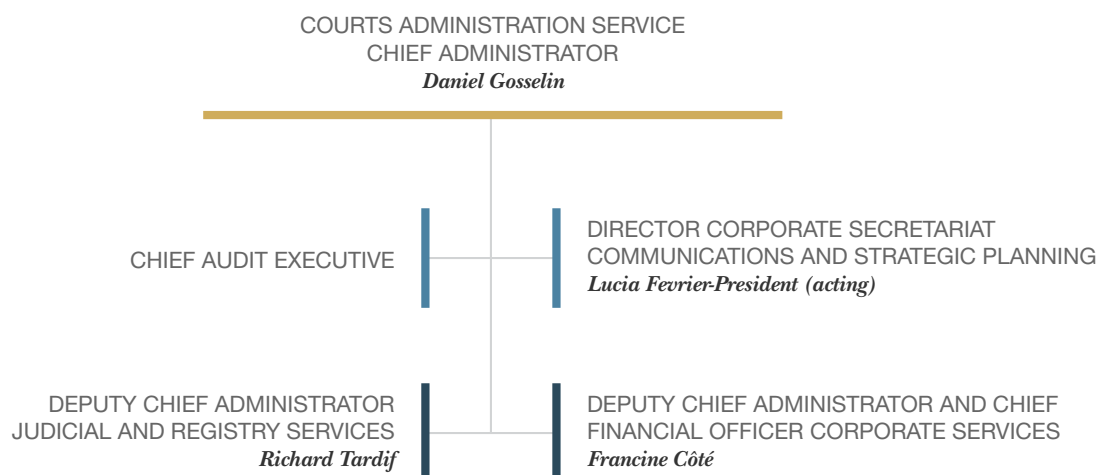 COURTS ADMINISTRATION SERVICE
CHIEF ADMINISTRATOR
Daniel Gosselin
CHIEF AUDIT EXECUTIVE
DIRECTOR CORPORATE SECRETARIAT
COMMUNICATIONS AND STRATEGIC PLANNING
Lucia Fevrier-President (acting)
DEPUTY CHIEF ADMINISTRATOR
JUDICIAL AND REGISTRY SERVICES
Richard Tardif
DEPUTY CHIEF ADMINISTRATOR AND CHIEF
FINANCIAL OFFICER CORPORATE SERVICES
Francine Côté